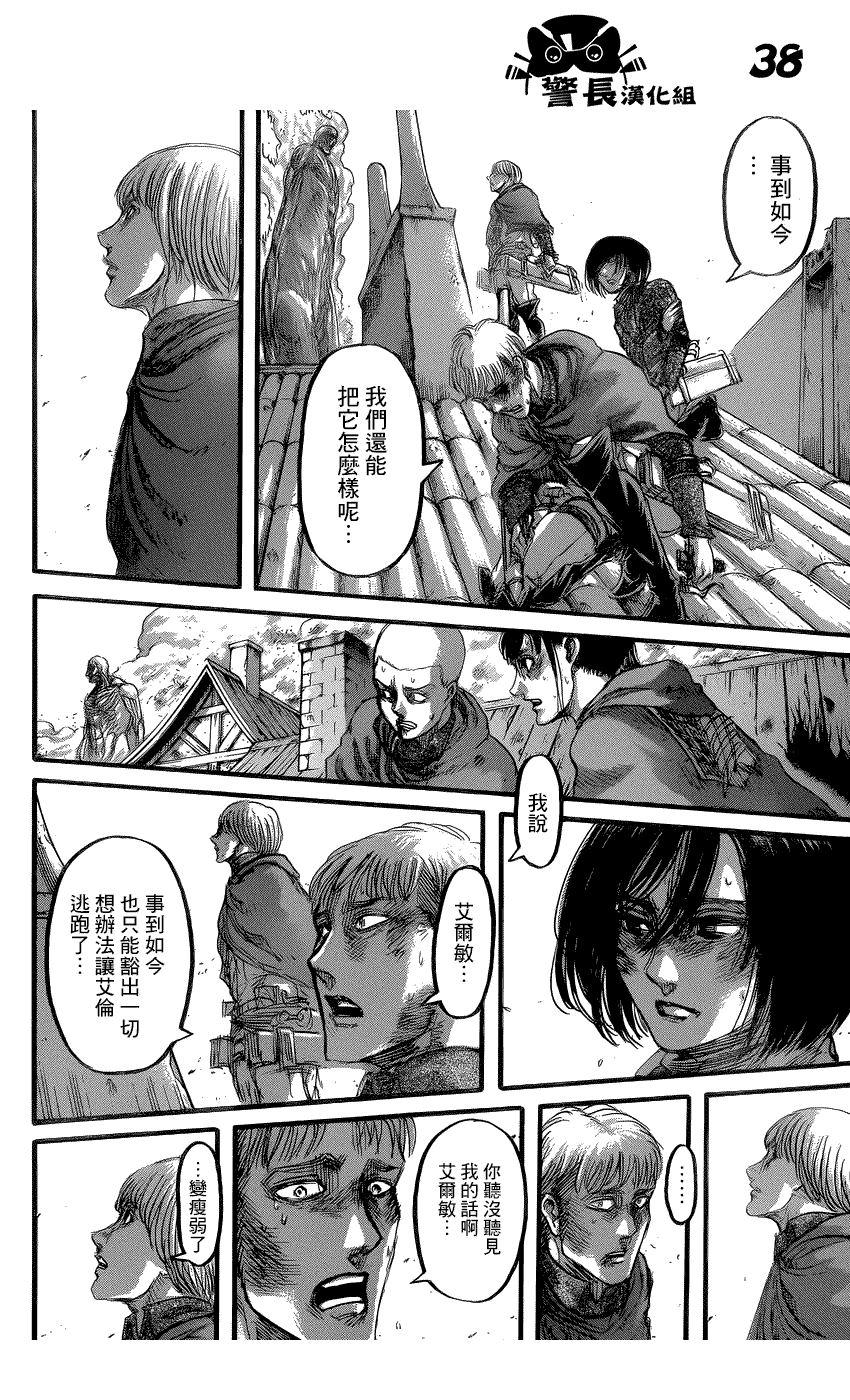 警長漢化組
38
事到如今
…
我們還能
把它怎麼樣呢…
我說
艾爾敏…
事到如今
也只能豁出一切
想辦法讓艾倫
逃跑了…
……
你聽沒聽見
我的話啊
艾爾敏…
…變瘦弱了